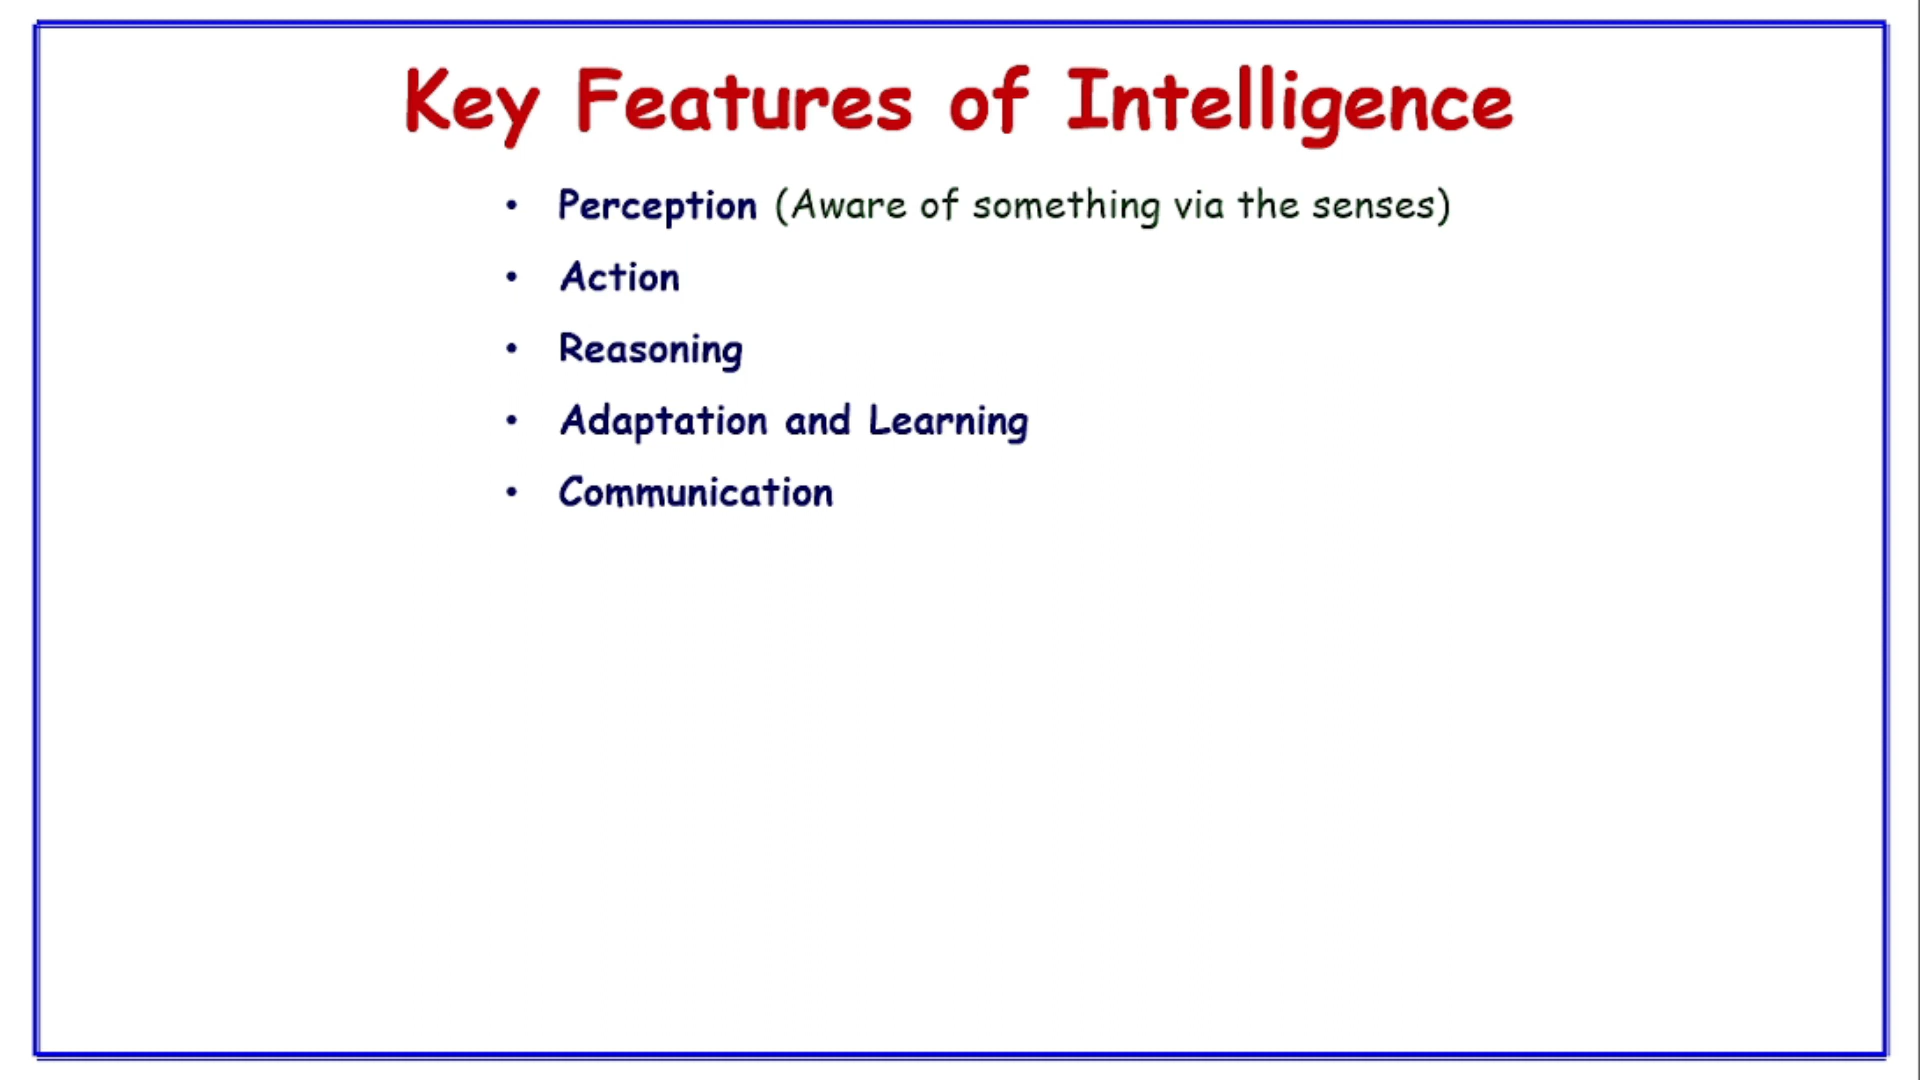 Key Features of Intelligence
• Perception (Aware of something via the senses)
• Action
• Reasoning
• Adaptation and Learning
• Communication